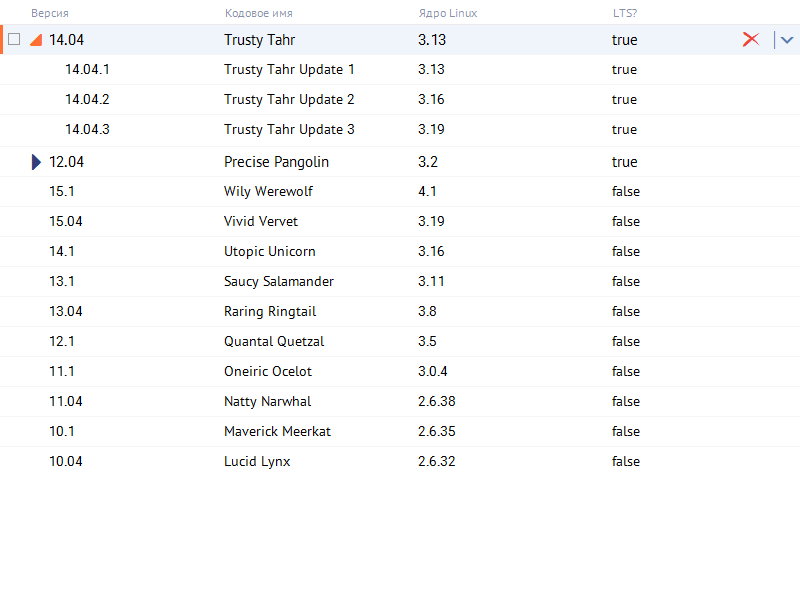 Версия Кодовое имя Ядро Linux LTS?
14.04 Trusty Tahr 3.13 true
14.04.1 Trusty Tahr Update 1 3.13 true
14.04.2 Trusty Tahr Update 2 3.16 true
14.04.3 Trusty Tahr Update 3 3.19 true
12.04 Precise Pangolin 3.2 true
15.1 Wily Werewolf 4.1 false
15.04 Vivid Vervet 3.19 false
14.1 Utopic Unicorn 3.16 false
13.1 Saucy Salamander 3.11 false
13.04 Raring Ringtail 3.8 false
12.1 Quantal Quetzal 3.5 false
11.1 Oneiric Ocelot 3.0.4 false
11.04 Natty Narwhal 2.6.38 false
10.1 Maverick Meerkat 2.6.35 false
10.04 Lucid Lynx 2.6.32 false